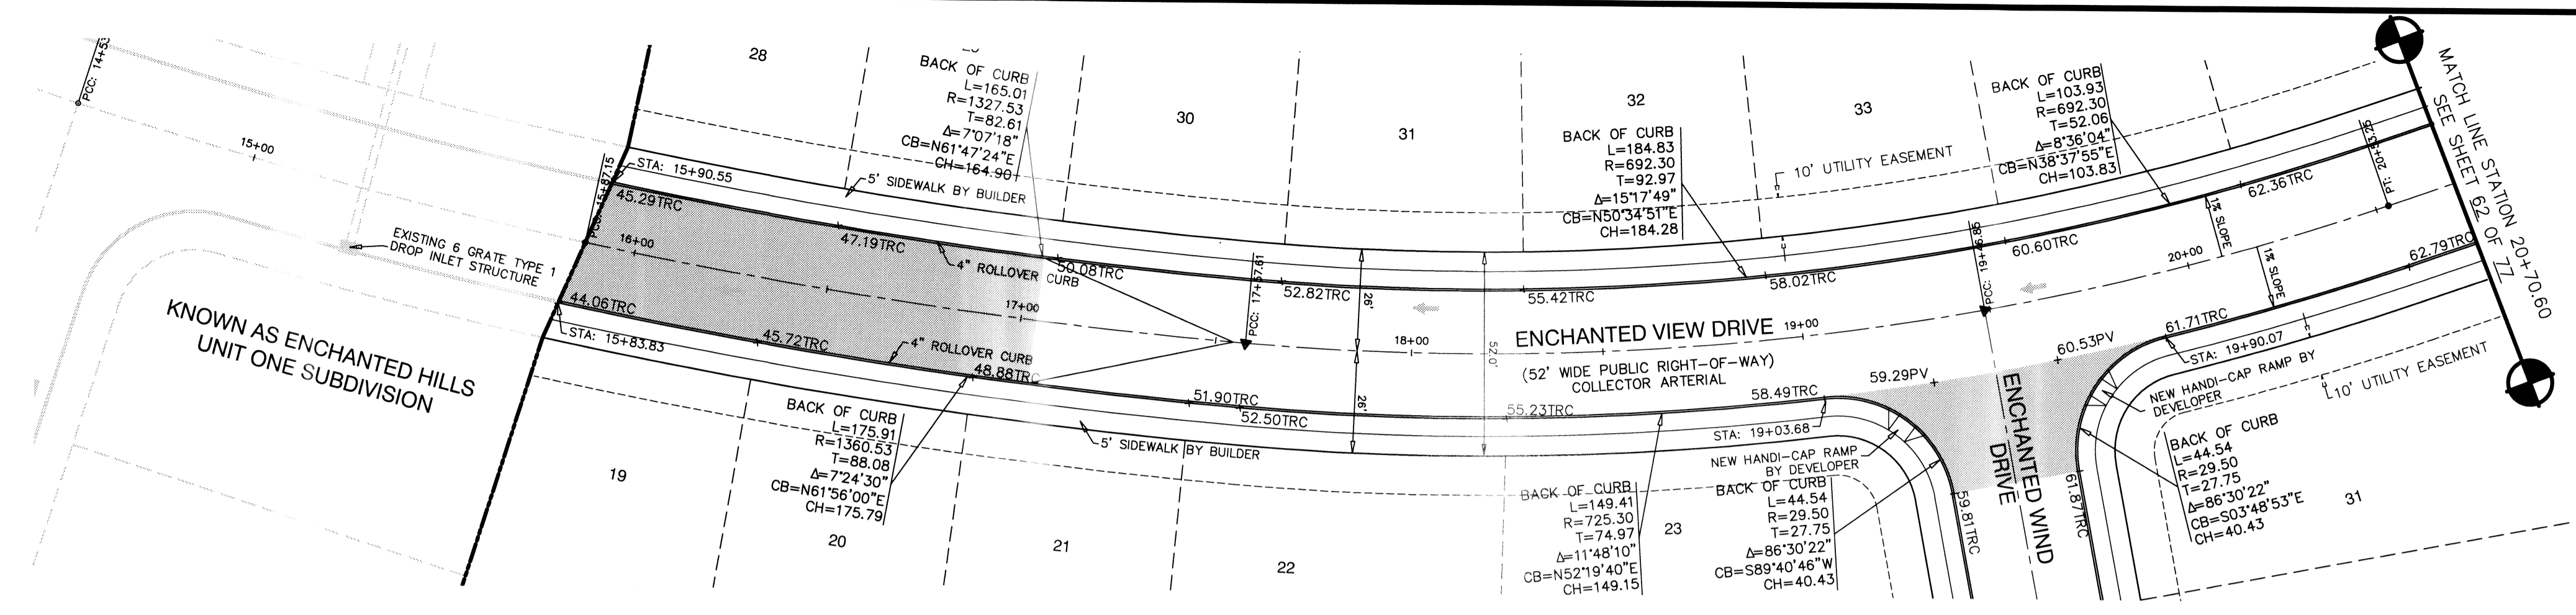 PCC: 14+53
15+00
EXISTING 6 GRATE TYPE 1
DROP INLET STRUCTURE
KNOWN AS ENCHANTED HILLS
UNIT ONE SUBDIVISION
PCC: 15+87.15
STA: 15+90.55
45.29TRC
16+00
44.06TRC
STA: 15+83.83
28
BACK OF CURB
L=165.01
R=1327.53
T=82.61
Δ=7°07'18"
CB=N61°47'24"E
CH=164.90
5' SIDEWALK BY BUILDER
47.19TRC
4" ROLLOVER CURB
50.08TRC
17+00
45.72TRC
4" ROLLOVER CURB
48.88TRC
BACK OF CURB
L=175.91
R=1360.53
T=88.08
Δ=7°24'30"
CB=N61°56'00"E
CH=175.79
19
20
21
22
5' SIDEWALK BY BUILDER
51.90TRC
52.50TRC
PCC: 17+57.61
52.82TRC
26'
26'
30
31
18+00
52.0'
55.42TRC
ENCHANTED VIEW DRIVE
19+00
(52' WIDE PUBLIC RIGHT-OF-WAY)
COLLECTOR ARTERIAL
55.23TRC
32
BACK OF CURB
L=184.83
R=692.30
T=92.97
Δ=15°17'49"
CB=N50°34'51"E
CH=184.28
58.02TRC
33
10' UTILITY EASEMENT
58.49TRC
STA: 19+03.68
NEW HANDI-CAP RAMP
BY DEVELOPER
BACK OF CURB
L=149.41
R=725.30
T=74.97
Δ=11°48'10"
CB=N52°19'40"E
CH=149.15
23
BACK OF CURB
L=44.54
R=29.50
T=27.75
Δ=86°30'22"
CB=S89°40'46"W
CH=40.43
BACK OF CURB
L=103.93
R=692.30
T=52.06
Δ=8°36'04"
CB=N38°37'55"E
CH=103.83
PCC: 19+46.86
60.60TRC
59.29PV
60.53PV
59.81TRC
ENCHANTED WIND
DRIVE
61.87TRC
1% SLOPE
1% SLOPE
20+00
62.36TRC
61.71TRC
62.79TRC
STA: 19+90.07
NEW HANDI-CAP RAMP BY
DEVELOPER
10' UTILITY EASEMENT
BACK OF CURB
L=44.54
R=29.50
T=27.75
Δ=86°30'22"
CB=S03°48'53"E
CH=40.43
31
MATCH LINE STATION 20+70.60
SEE SHEET 62 OF 77